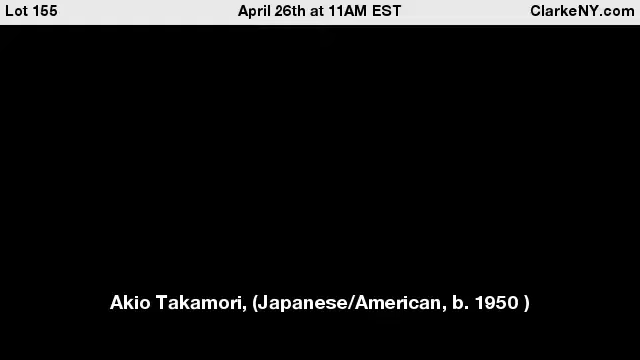 Lot 155 April 26th at 11AM EST ClarkeNY.com
Akio Takamori, (Japanese/American, b. 1950 )